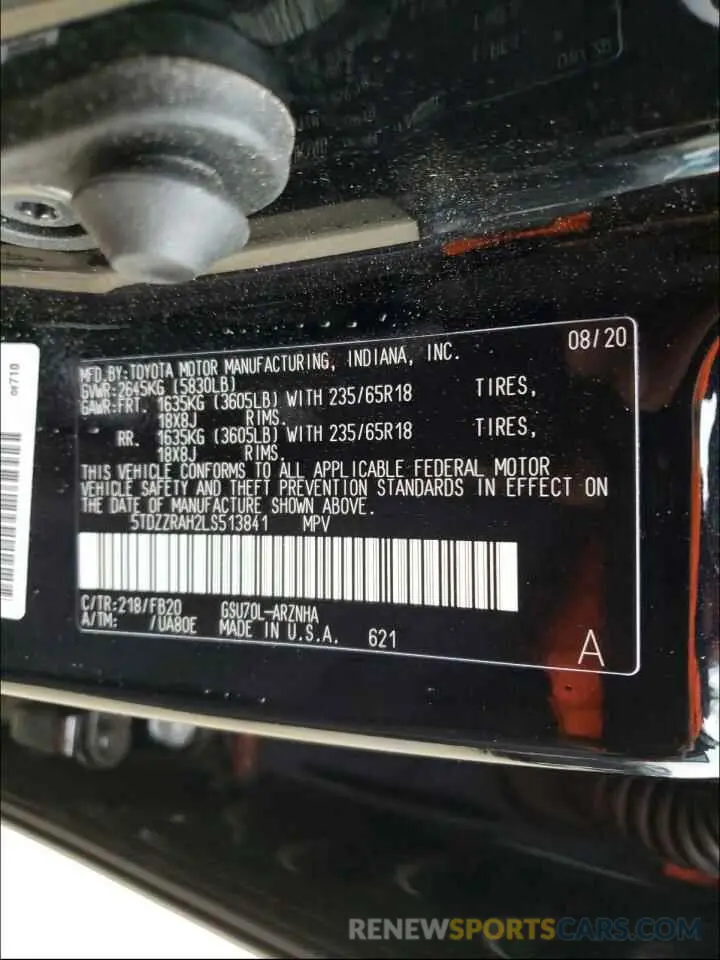 08/20
MFD.BY:TOYOTA MOTOR MANUFACTURING, INDIANA, INC.
GVWR:2645KG (5830LB)
GAWR:FRT. 1635KG (3605LB) WITH 235/65R18 TIRES,
18X8J RIMS.
RR. 1635KG (3605LB) WITH 235/65R18 TIRES,
18X8J RIMS.
THIS VEHICLE CONFORMS TO ALL APPLICABLE FEDERAL MOTOR
VEHICLE SAFETY AND THEFT PREVENTION STANDARDS IN EFFECT ON
THE DATE OF MANUFACTURE SHOWN ABOVE.
5TDZZRAH2LS513841 MPV
C/TR:218/FB20 GSU70L-ARZNHA
A/TM: /UA80E MADE IN U.S.A. 621
A
RENEWSPORTSCARS.COM